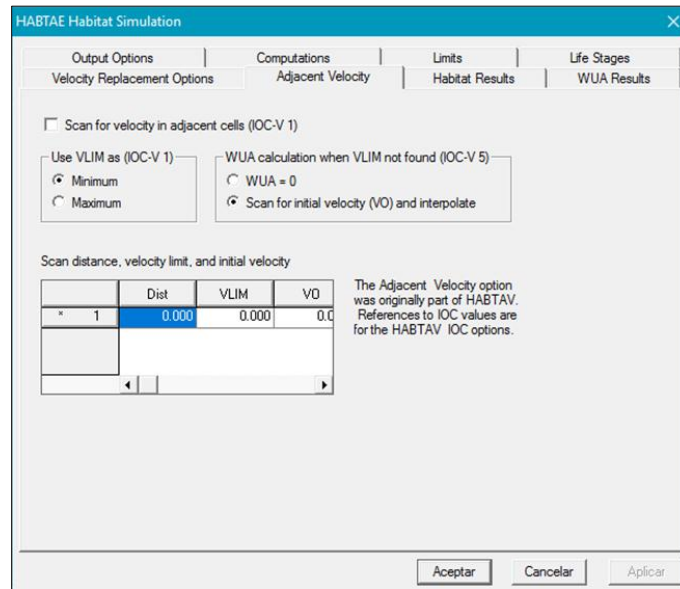 HABTAE Habitat Simulation
Output Options Computations Limits Life Stages
Velocity Replacement Options Adjacent Velocity Habitat Results WUA Results
Scan for velocity in adjacent cells (IOC-V 1)
Use VLIM as (IOC-V 1)
Minimum
Maximum
WUA calculation when VLIM not found (IOC-V 5)
WUA = 0
Scan for initial velocity (VO) and interpolate
Scan distance, velocity limit, and initial velocity
Dist VLIM V0
* 1 0.000 0.000 0.0
The Adjacent Velocity option
was originally part of HABTAV.
References to IOC values are
for the HABTAV IOC options.
Aceptar Cancelar Aplicar